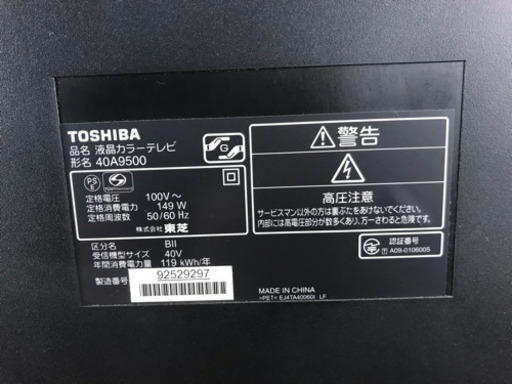 TOSHIBA
品名 液晶カラーテレビ
形名 40A9500
G
PS
E
定格電圧 100V～
定格消費電力 149 W
定格周波数 50/60 Hz
株式会社 東芝
区分名 BII
受信機型サイズ 40V
年間消費電力量 119 kWh/年
製造番号 92529297
警告
高圧注意
サービスマン以外の方は裏ぶたをあけないでください。
内部には高電圧部分が数多くあり、万一さわると危険です。
認証番号
T A09-0106005
MADE IN CHINA
>PET< EJ4TA40060I LF